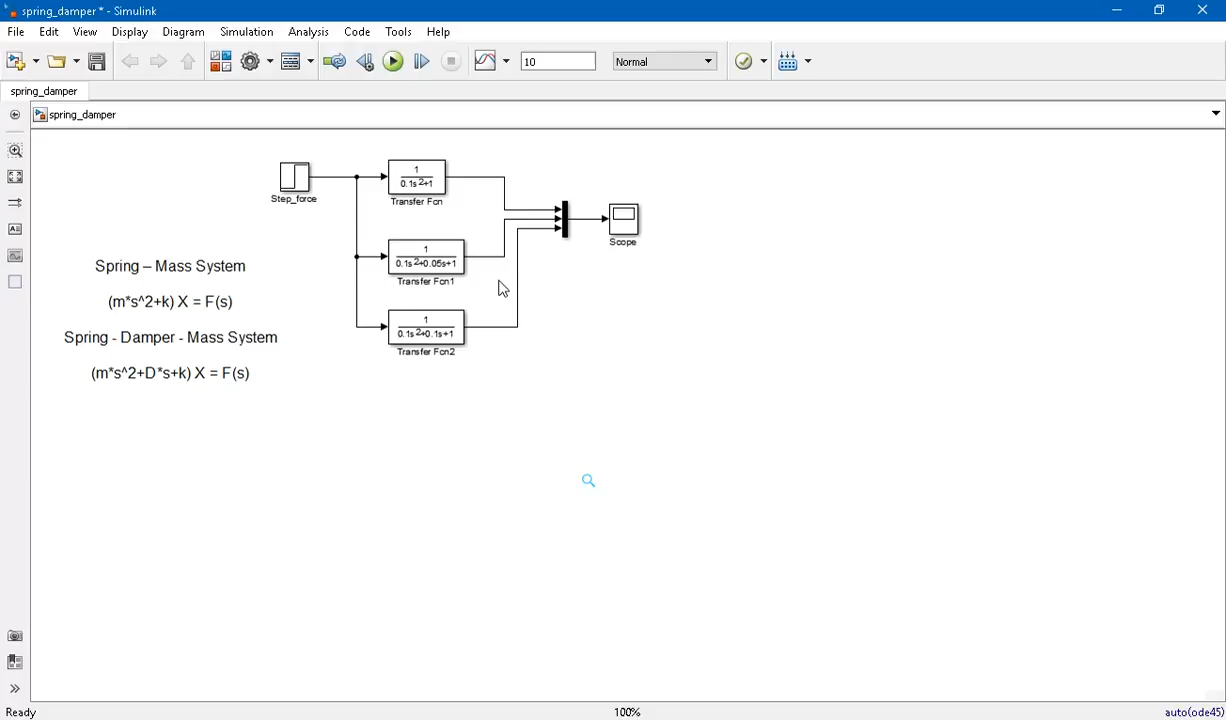 spring_damper * - Simulink
File Edit View Display Diagram Simulation Analysis Code Tools Help
10 Normal
spring_damper
spring_damper
1
0.1s^2+1
Step_force
Transfer Fcn
1
0.1s^2+0.05s+1
Scope
Spring – Mass System
Transfer Fcn1
(m*s^2+k) X = F(s)
1
0.1s^2+0.1s+1
Spring - Damper - Mass System
Transfer Fcn2
(m*s^2+D*s+k) X = F(s)
Ready 100% auto(ode45)